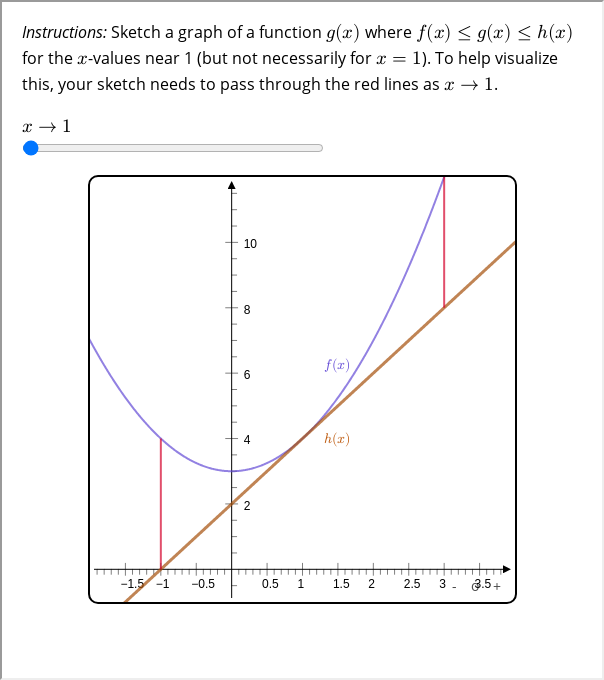 Instructions: Sketch a graph of a function g(x) where f(x) ≤ g(x) ≤ h(x)
for the x-values near 1 (but not necessarily for x = 1). To help visualize
this, your sketch needs to pass through the red lines as x → 1.
x → 1
10
8
f(x)
6
4
h(x)
2
−1.5 −1 −0.5 0.5 1 1.5 2 2.5 3 3.5
- +